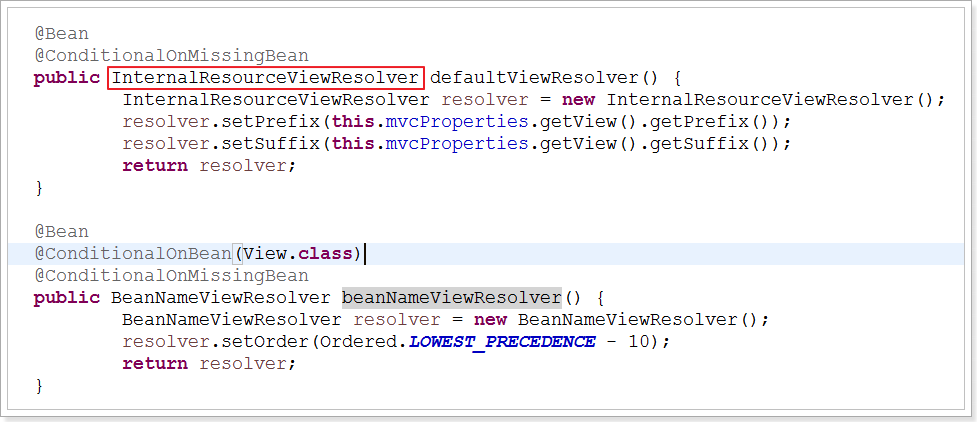 @Bean
@ConditionalOnMissingBean
public InternalResourceViewResolver defaultViewResolver() {
        InternalResourceViewResolver resolver = new InternalResourceViewResolver();
        resolver.setPrefix(this.mvcProperties.getView().getPrefix());
        resolver.setSuffix(this.mvcProperties.getView().getSuffix());
        return resolver;
}

@Bean
@ConditionalOnBean(View.class)
@ConditionalOnMissingBean
public BeanNameViewResolver beanNameViewResolver() {
        BeanNameViewResolver resolver = new BeanNameViewResolver();
        resolver.setOrder(Ordered.LOWEST_PRECEDENCE - 10);
        return resolver;
}